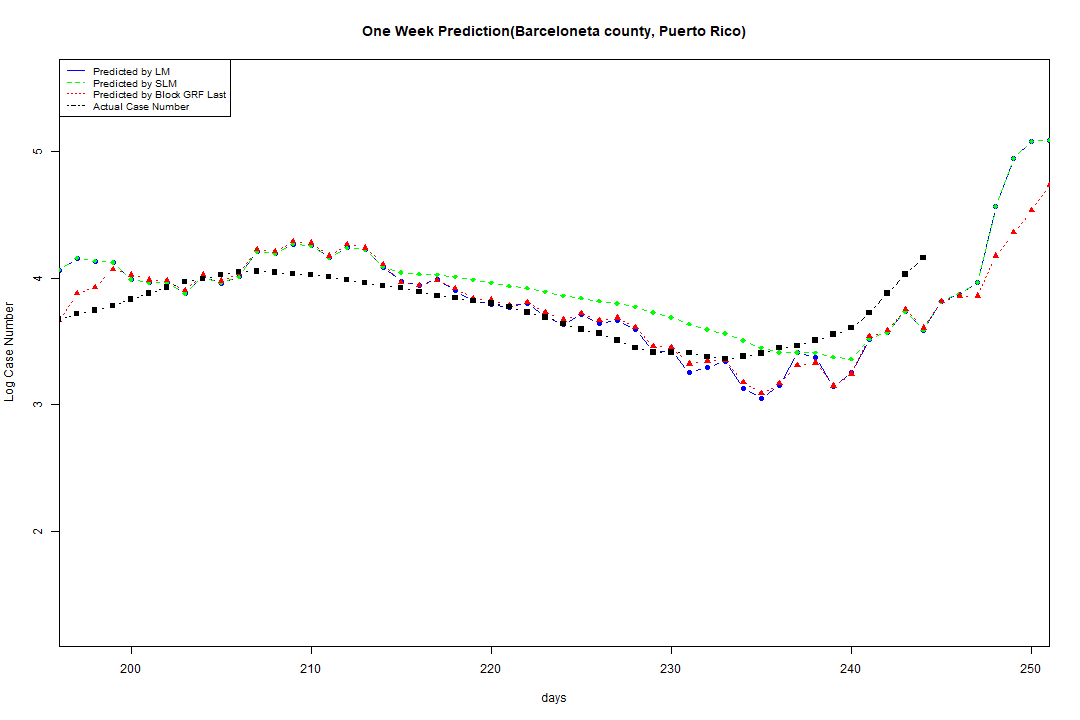 One Week Prediction(Barceloneta county, Puerto Rico)
Predicted by LM
Predicted by SLM
Predicted by Block GRF Last
Actual Case Number
5
4
3
2
Log Case Number
200 210 220 230 240 250
days